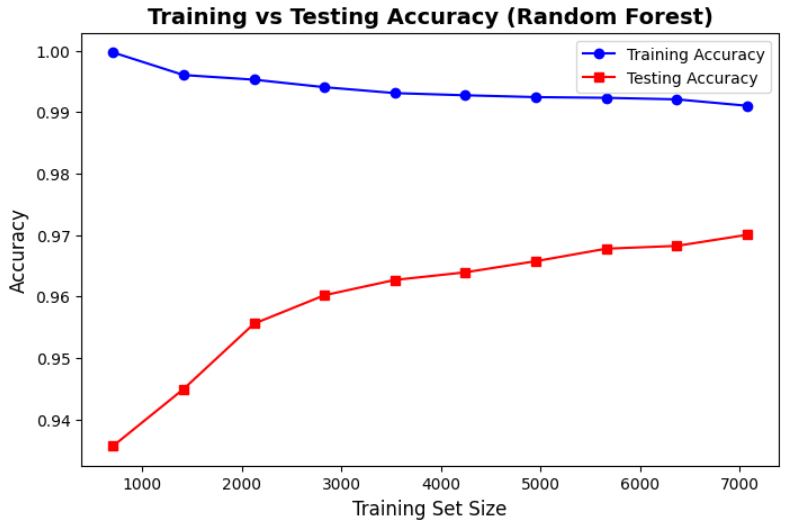 Training vs Testing Accuracy (Random Forest)
Training Accuracy
Testing Accuracy
Accuracy
1.00
0.99
0.98
0.97
0.96
0.95
0.94
1000 2000 3000 4000 5000 6000 7000
Training Set Size